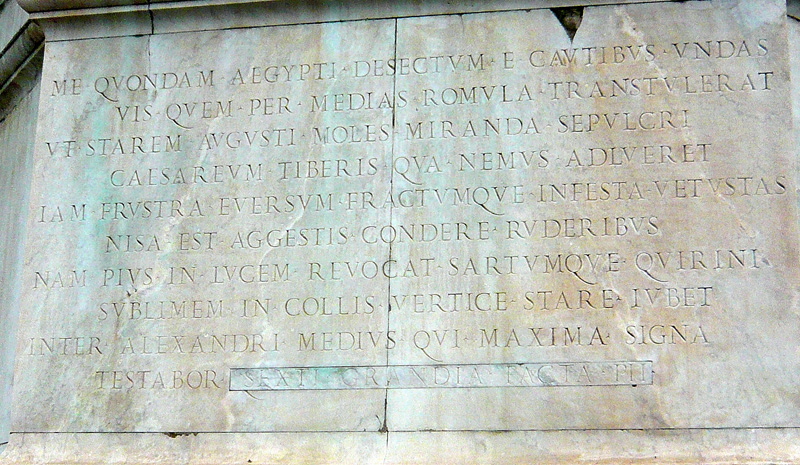 ME·QVONDAM·AEGYPTI·DESECTVM·E·CAVTIBVS·VNDAS
VIS·QVEM·PER·MEDIAS·ROMVLA·TRANSTVLERAT
VT·STAREM·AVGVSTI·MOLES·MIRANDA·SEPVLCRI
CAESAREVM·TIBERIS·QVA·NEMVS·ADLVERET
IAM·FRVSTRA·EVERSVM·FRACTVMQVE·INFESTA·VETVSTAS
NISA·EST·AGGESTIS·CONDERE·RVDERIBVS
NAM·PIVS·IN·LVCEM·REVOCAT·SARTVMQVE·QVIRINI
SVBLIMEM·IN·COLLIS·VERTICE·STARE·IVBET
INTER·ALEXANDRI·MEDIVS·QVI·MAXIMA·SIGNA
TESTABOR·SEXTI·GRANDIA·FACTA·PII